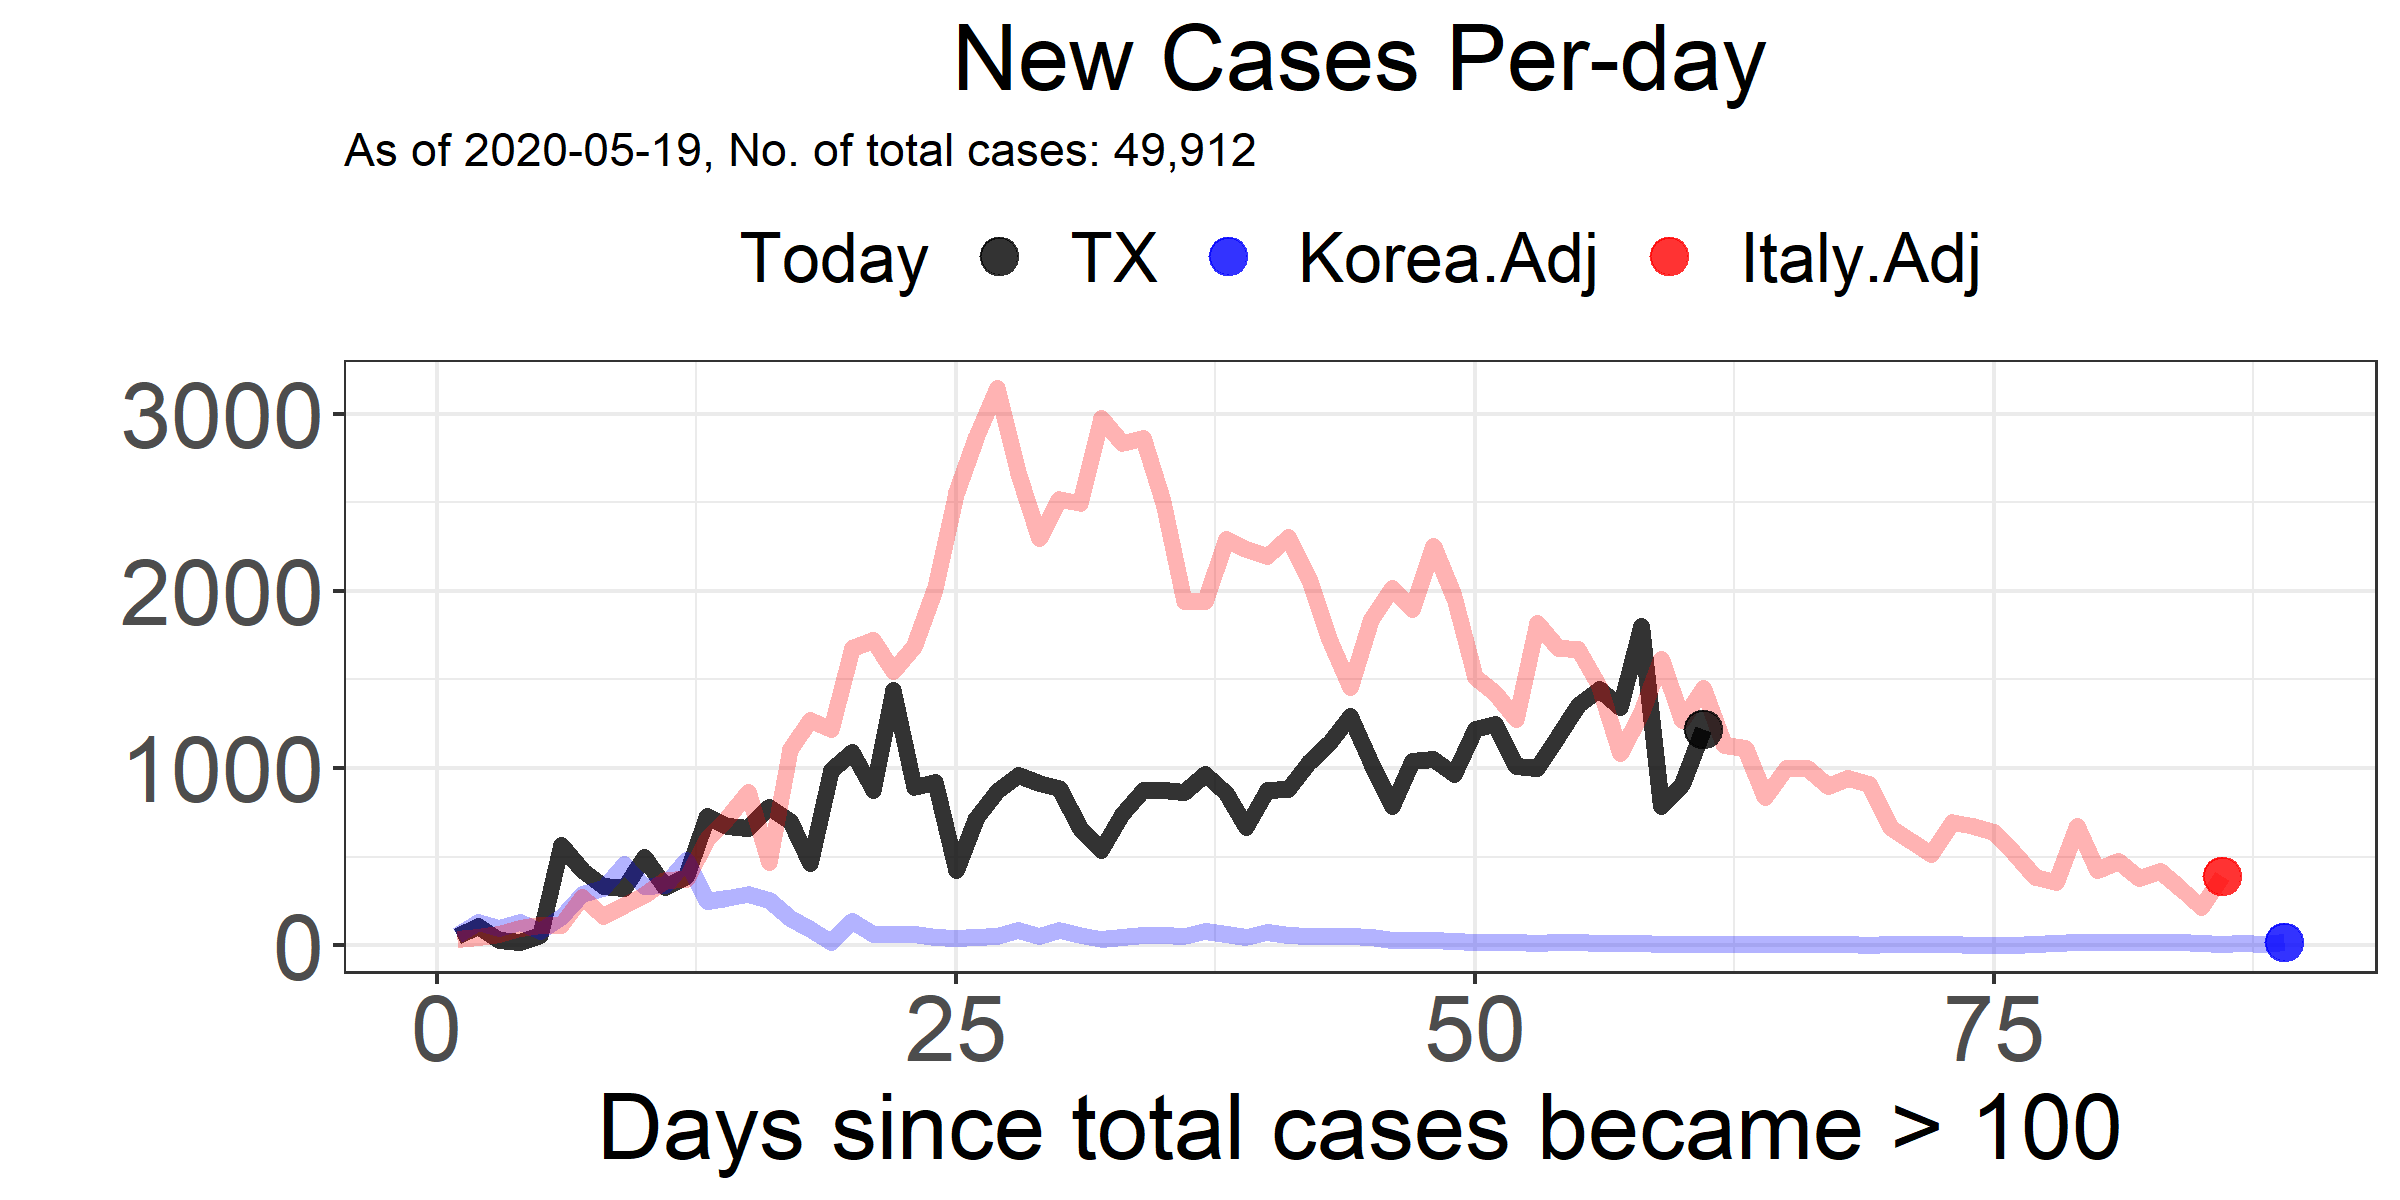 New Cases Per-day
As of 2020-05-19, No. of total cases: 49,912
Today TX Korea.Adj Italy.Adj
3000
2000
1000
0
0 25 50 75
Days since total cases became > 100